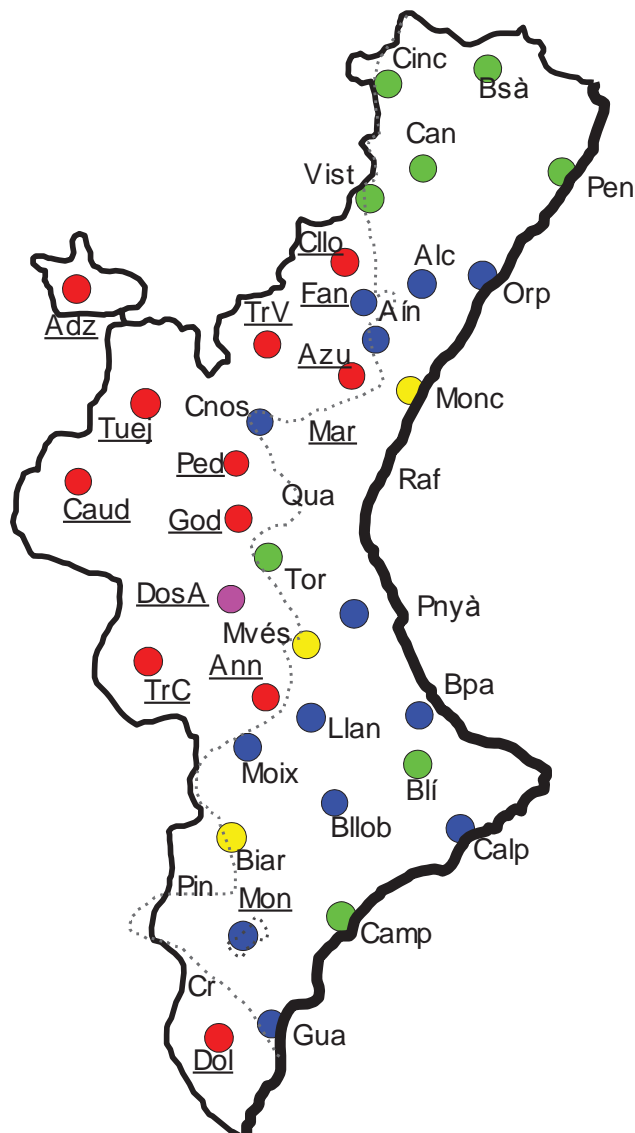 Cinc
Bsà
Can
Vist
Pen
Cllo
Alc
Fan
Orp
Adz
TrV
Aín
Azu
Monc
Cnos
Mar
Tuej
Ped
Raf
Caud
Qua
God
Tor
DosA
Pnyà
Mvés
Ann
TrC
Bpa
Llan
Moix
Blí
Bllob
Calp
Biar
Pin
Mon
Camp
Cr
Gua
Dol